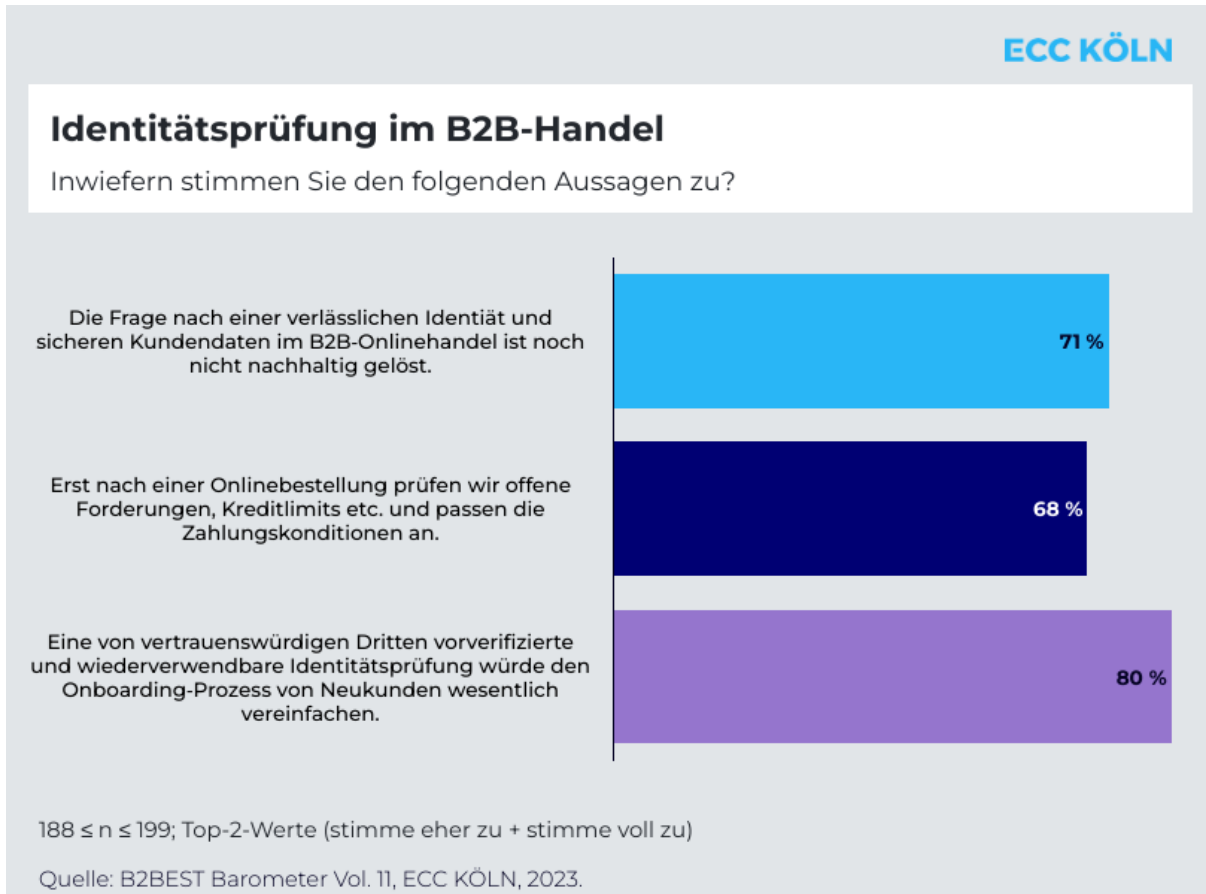 ECC KÖLN
Identitätsprüfung im B2B-Handel
Inwiefern stimmen Sie den folgenden Aussagen zu?
Die Frage nach einer verlässlichen Identiät und
sicheren Kundendaten im B2B-Onlinehandel ist noch
nicht nachhaltig gelöst.
71 %
Erst nach einer Onlinebestellung prüfen wir offene
Forderungen, Kreditlimits etc. und passen die
Zahlungskonditionen an.
68 %
Eine von vertrauenswürdigen Dritten vorverifizierte
und wiederverwendbare Identitätsprüfung würde den
Onboarding-Prozess von Neukunden wesentlich
vereinfachen.
80 %
188 ≤ n ≤ 199; Top-2-Werte (stimme eher zu + stimme voll zu)
Quelle: B2BEST Barometer Vol. 11, ECC KÖLN, 2023.